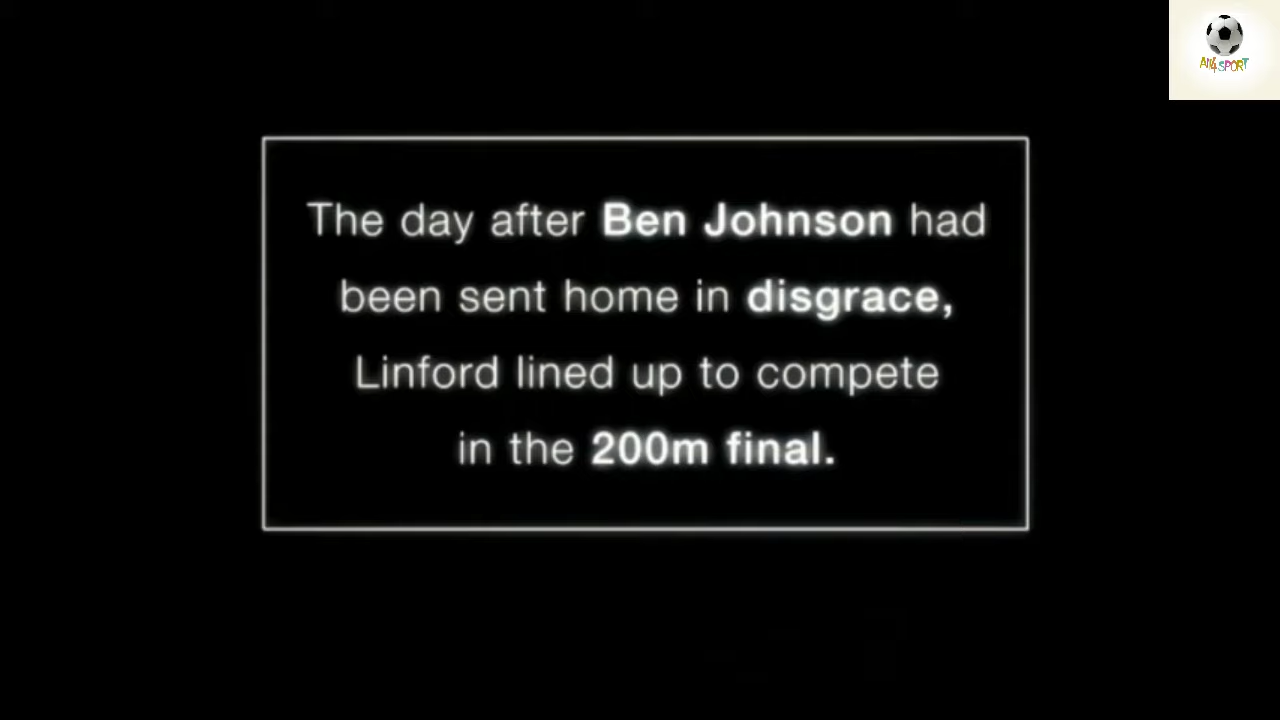 All4SPORT
The day after Ben Johnson had
been sent home in disgrace,
Linford lined up to compete
in the 200m final.